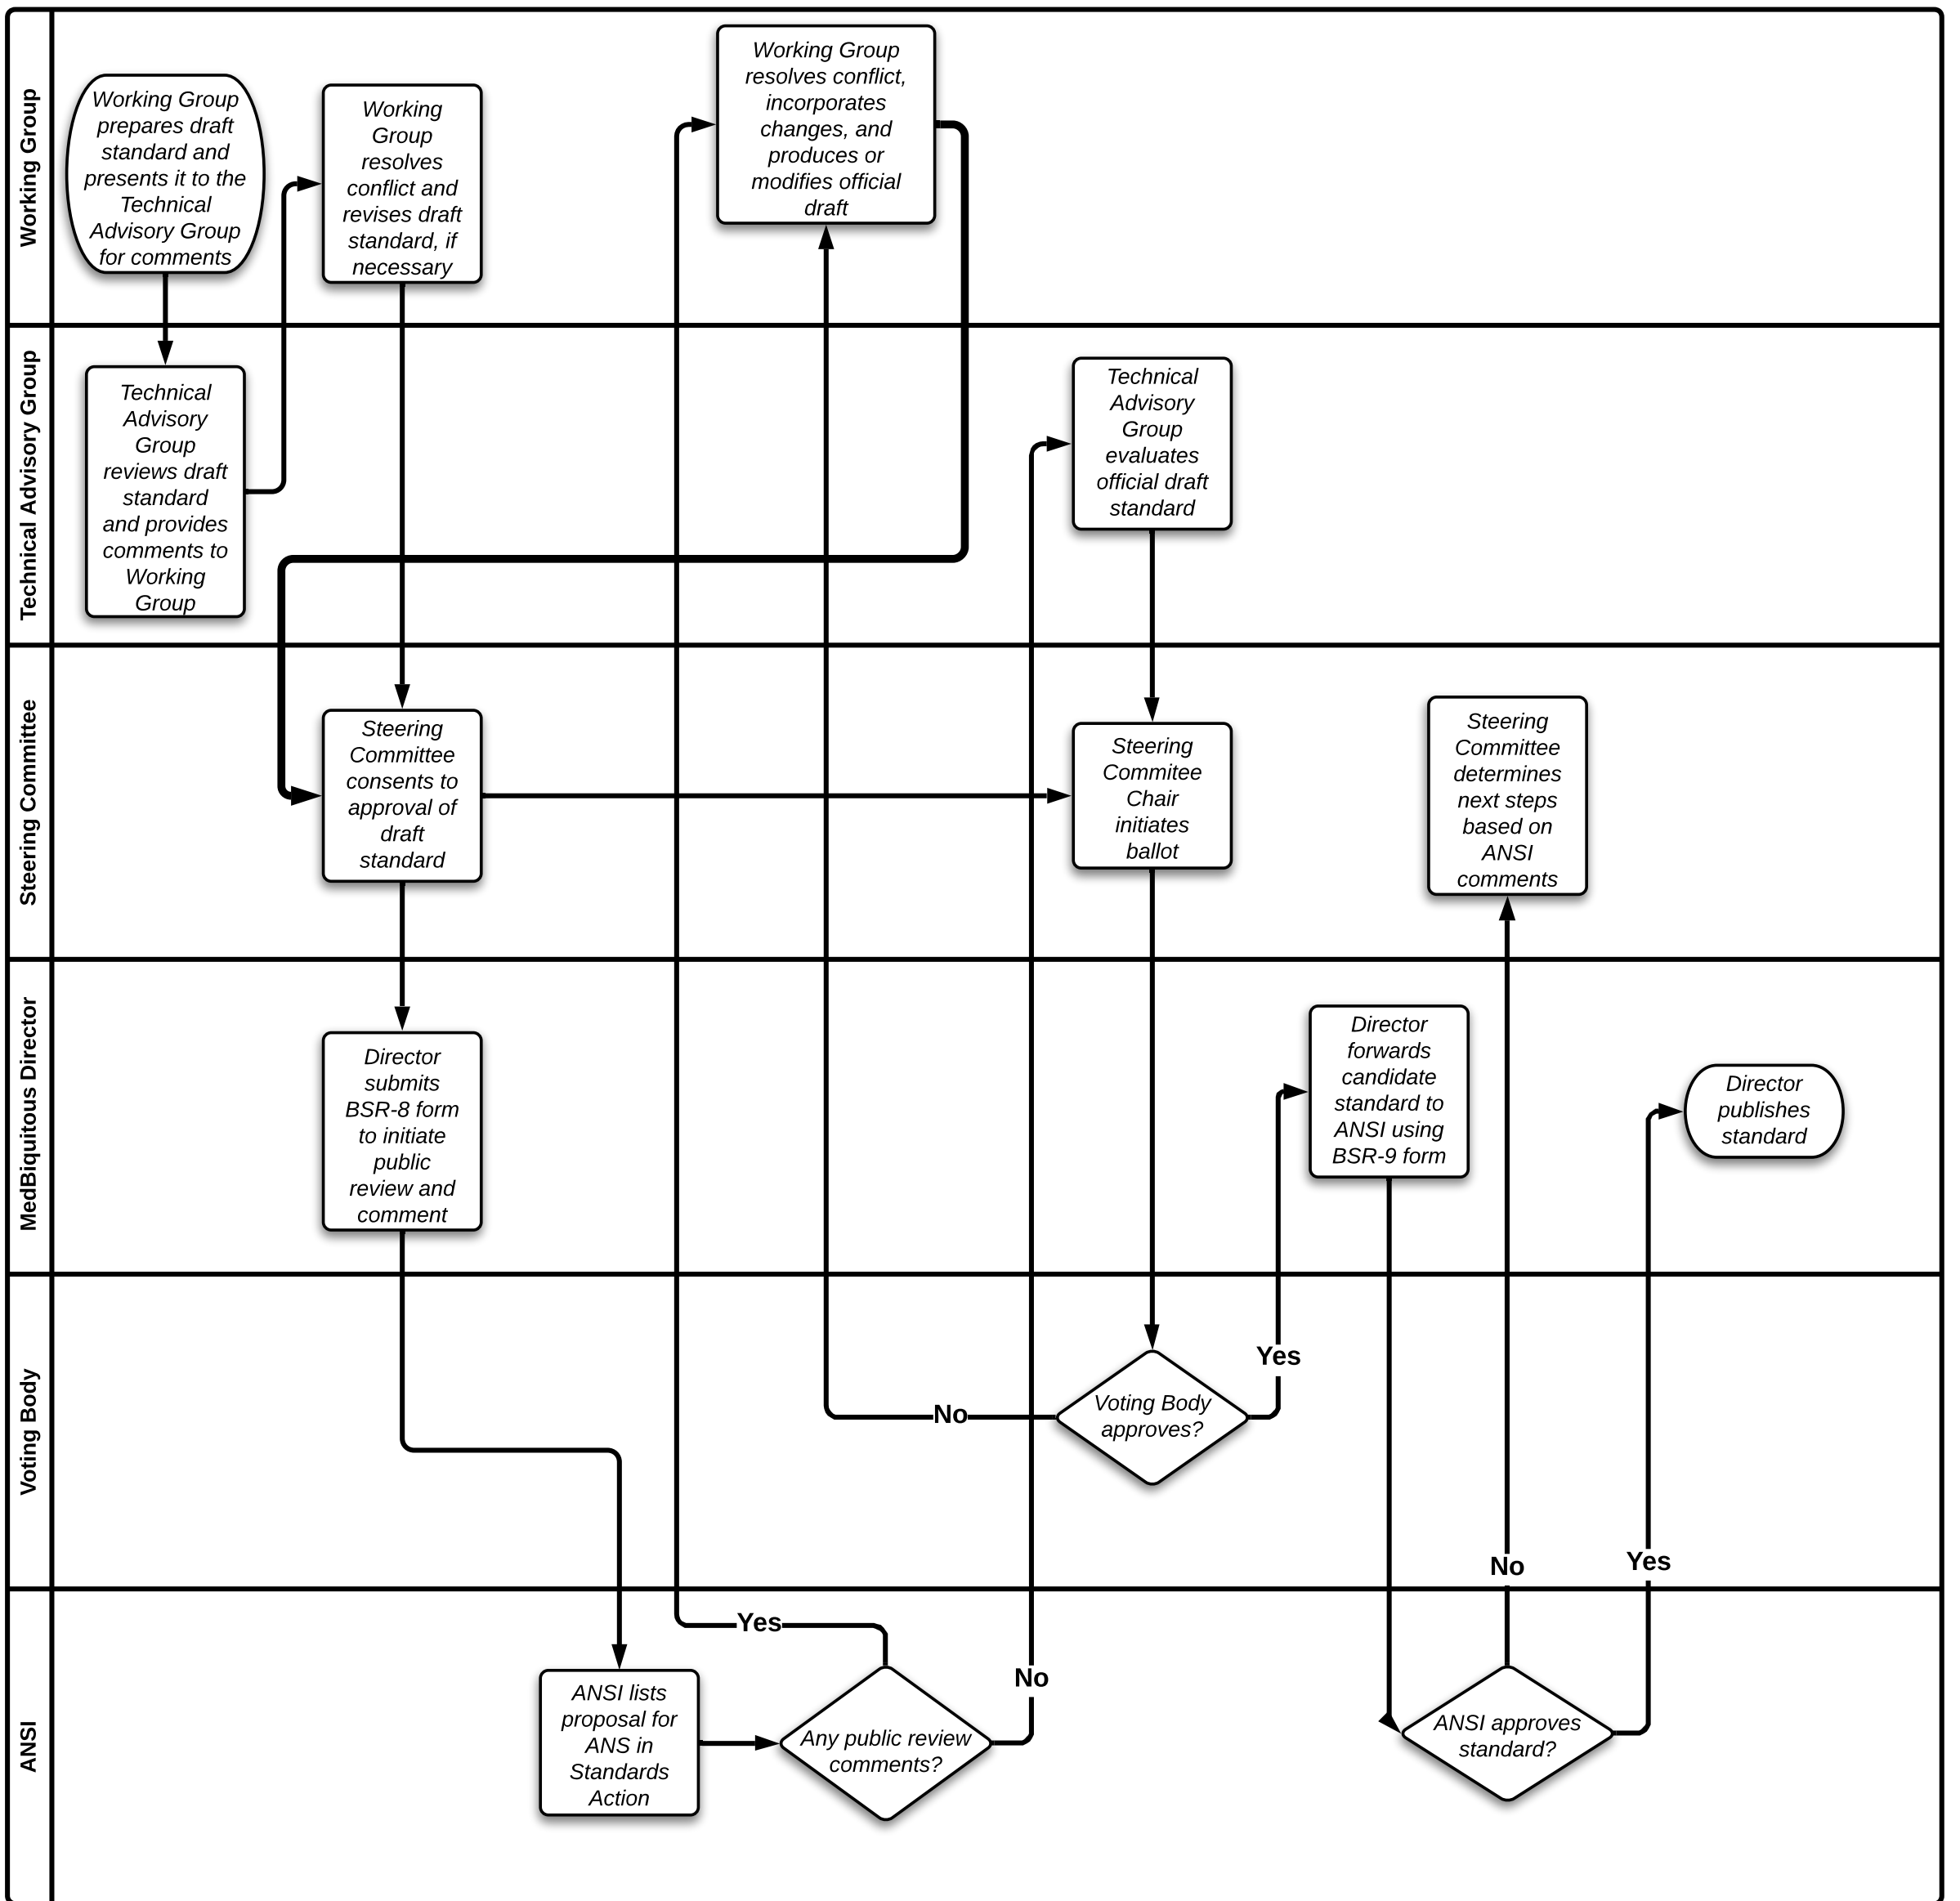 Working Group
Working Group
prepares draft
standard and
presents it to the
Technical
Advisory Group
for comments
Working
Group
resolves
conflict and
revises draft
standard, if
necessary
Working Group
resolves conflict,
incorporates
changes, and
produces or
modifies official
draft
Technical Advisory Group
Technical
Advisory
Group
reviews draft
standard
and provides
comments to
Working
Group
Technical
Advisory
Group
evaluates
official draft
standard
Steering Committee
Steering
Committee
consents to
approval of
draft
standard
Steering
Commitee
Chair
initiates
ballot
Steering
Committee
determines
next steps
based on
ANSI
comments
MedBiquitous Director
Director
submits
BSR-8 form
to initiate
public
review and
comment
Director
forwards
candidate
standard to
ANSI using
BSR-9 form
Director
publishes
standard
Voting Body
No
Voting Body
approves?
Yes
No
Yes
ANSI
Yes
ANSI lists
proposal for
ANS in
Standards
Action
Any public review
comments?
No
ANSI approves
standard?